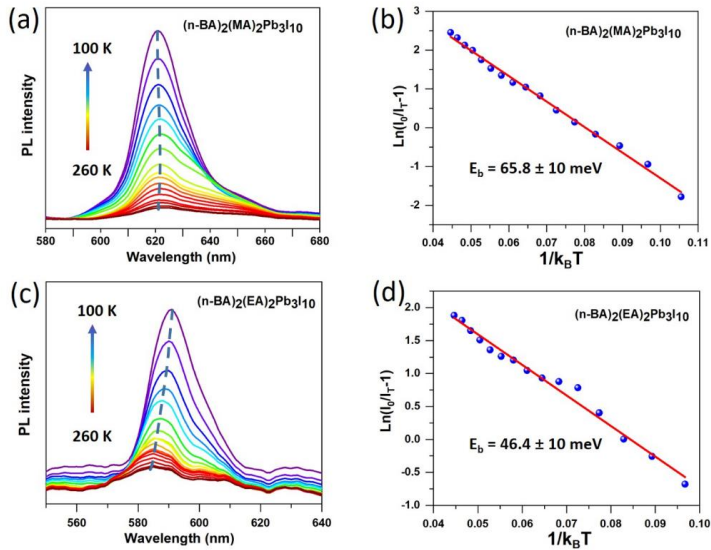 (a)
(n-BA)2(MA)2Pb3I10
100 K
260 K
PL intensity
580 600 620 640 660 680
Wavelength (nm)
(b)
(n-BA)2(MA)2Pb3I10
Ln(I0/IT-1)
3
2
1
0
-1
-2
Eb = 65.8 ± 10 meV
0.04 0.05 0.06 0.07 0.08 0.09 0.10 0.11
1/kBT
(c)
(n-BA)2(EA)2Pb3I10
100 K
260 K
PL intensity
560 580 600 620 640
Wavelength (nm)
(d)
(n-BA)2(EA)2Pb3I10
Ln(I0/IT-1)
2.0
1.5
1.0
0.5
0.0
-0.5
-1.0
Eb = 46.4 ± 10 meV
0.04 0.05 0.06 0.07 0.08 0.09 0.10
1/kBT